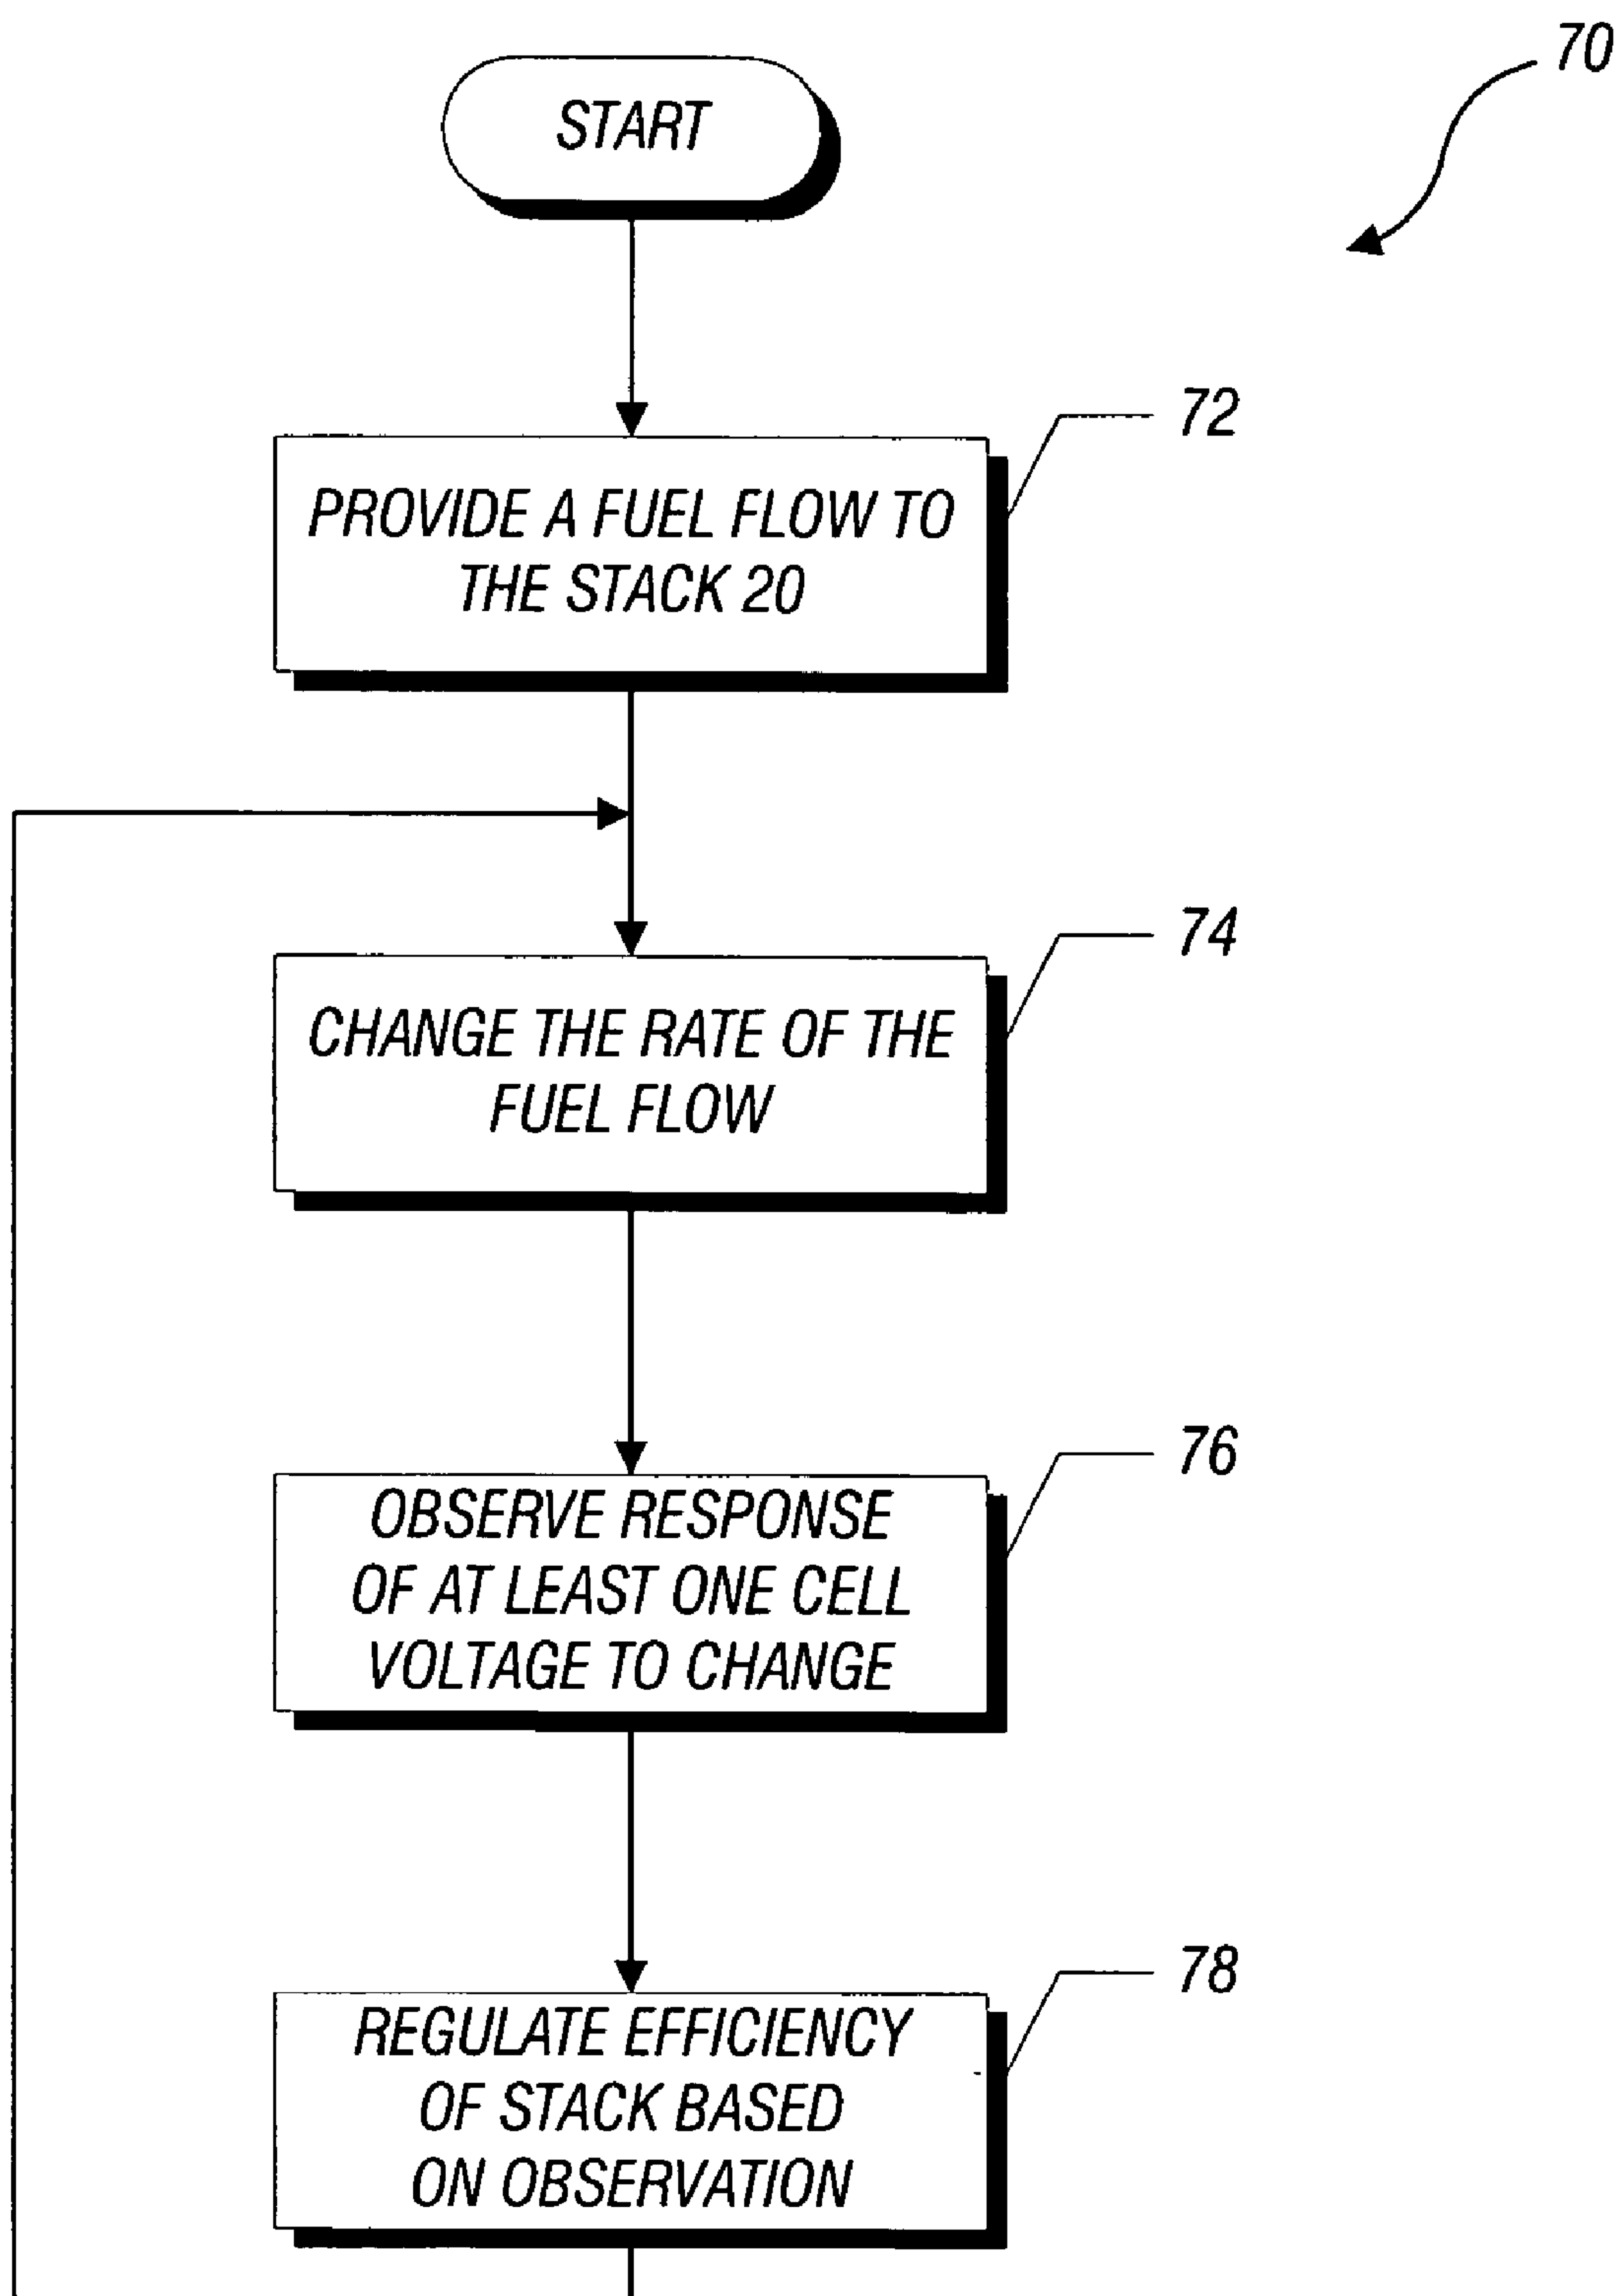 70
START
72
PROVIDE A FUEL FLOW TO
THE STACK 20
74
CHANGE THE RATE OF THE
FUEL FLOW
76
OBSERVE RESPONSE
OF AT LEAST ONE CELL
VOLTAGE TO CHANGE
78
REGULATE EFFICIENCY
OF STACK BASED
ON OBSERVATION